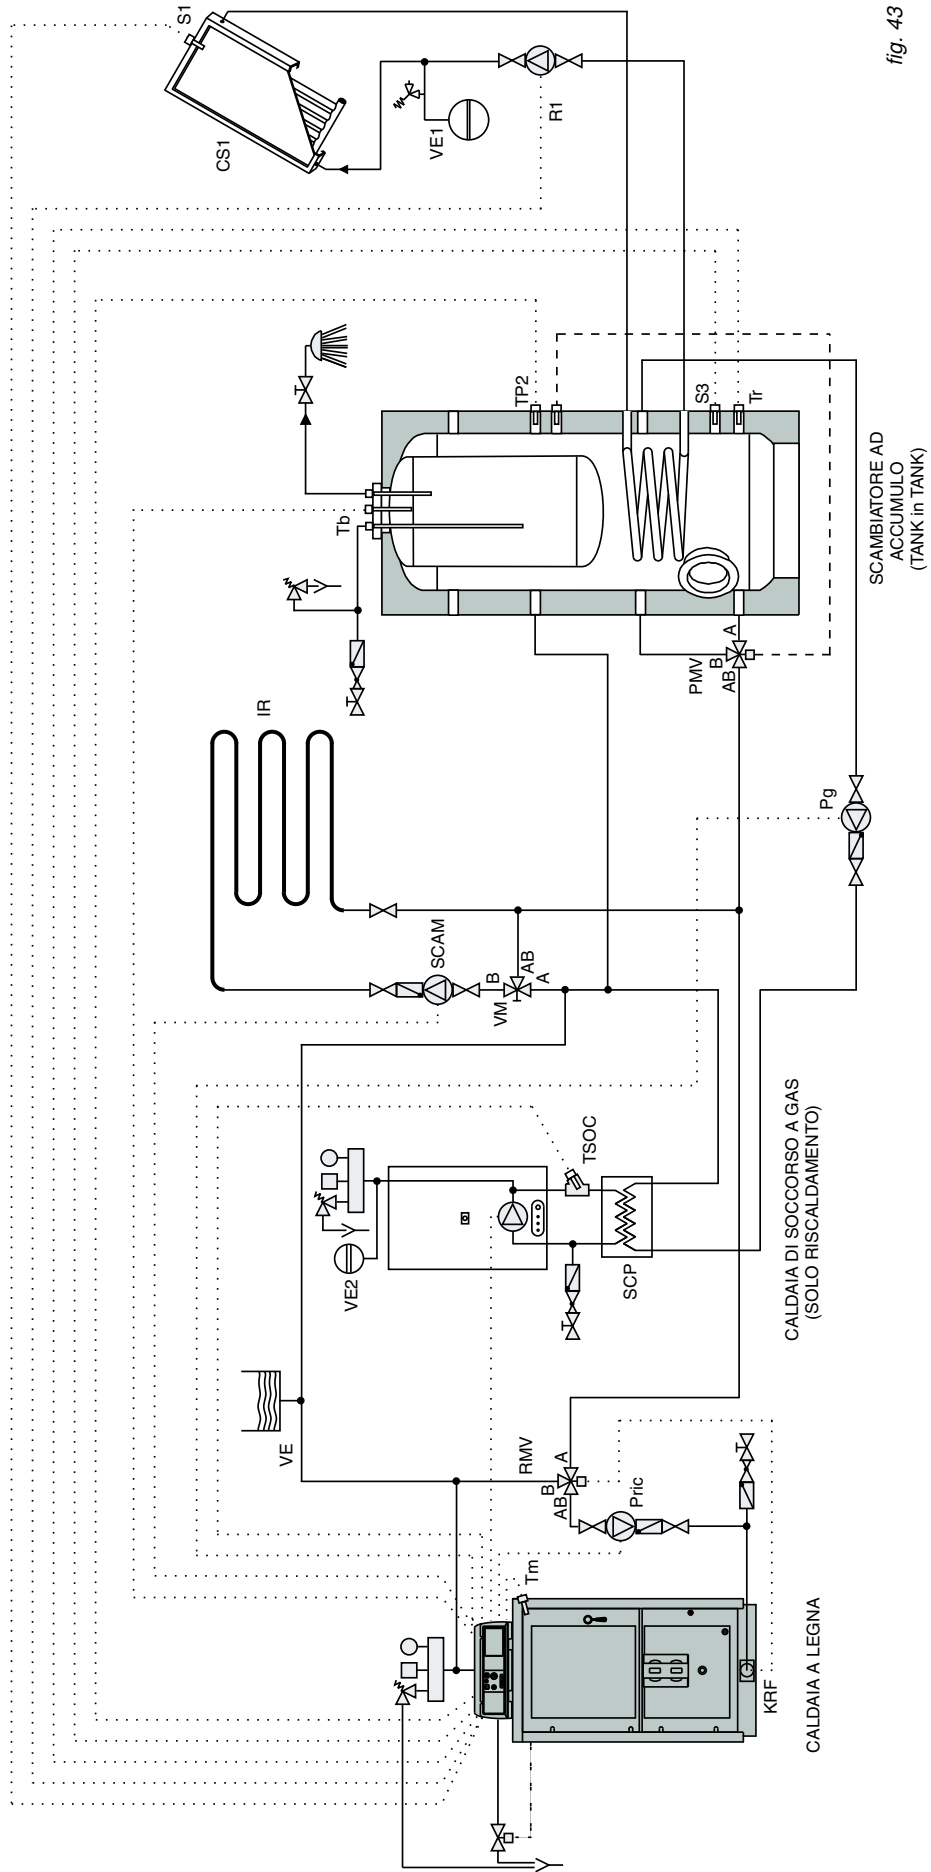 S1
CS1
IR
VE
Tb
VE2
VE1
SCAM
B
VM
AB
A
TP2
RMV
Tm
B
AB
A
R1
TSOC
SCP
Pric
PMV
S3
B
AB
A
Tr
KRF
Pg
CALDAIA A LEGNA
CALDAIA DI SOCCORSO A GAS
(SOLO RISCALDAMENTO)
SCAMBIATORE AD
ACCUMULO
(TANK in TANK)
fig. 43